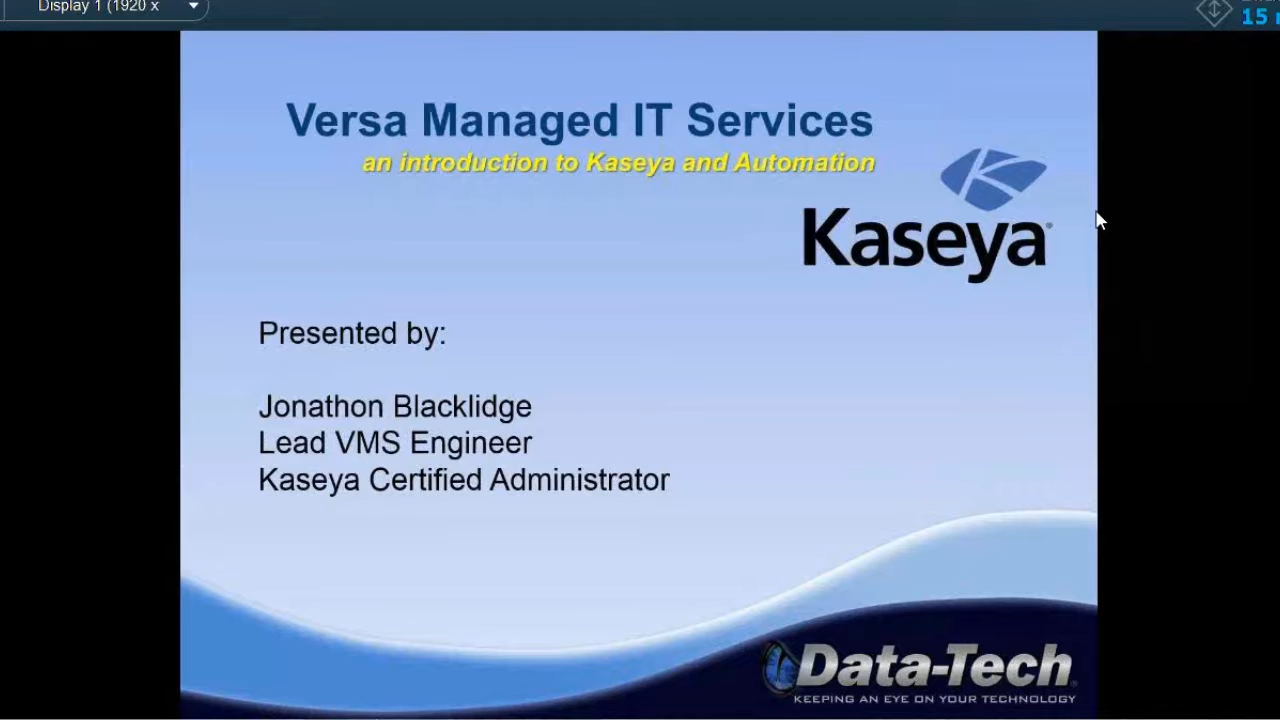 Display 1 (1920 x
15
Versa Managed IT Services
an introduction to Kaseya and Automation
Kaseya
Presented by:
Jonathon Blacklidge
Lead VMS Engineer
Kaseya Certified Administrator
Data-Tech
KEEPING AN EYE ON YOUR TECHNOLOGY